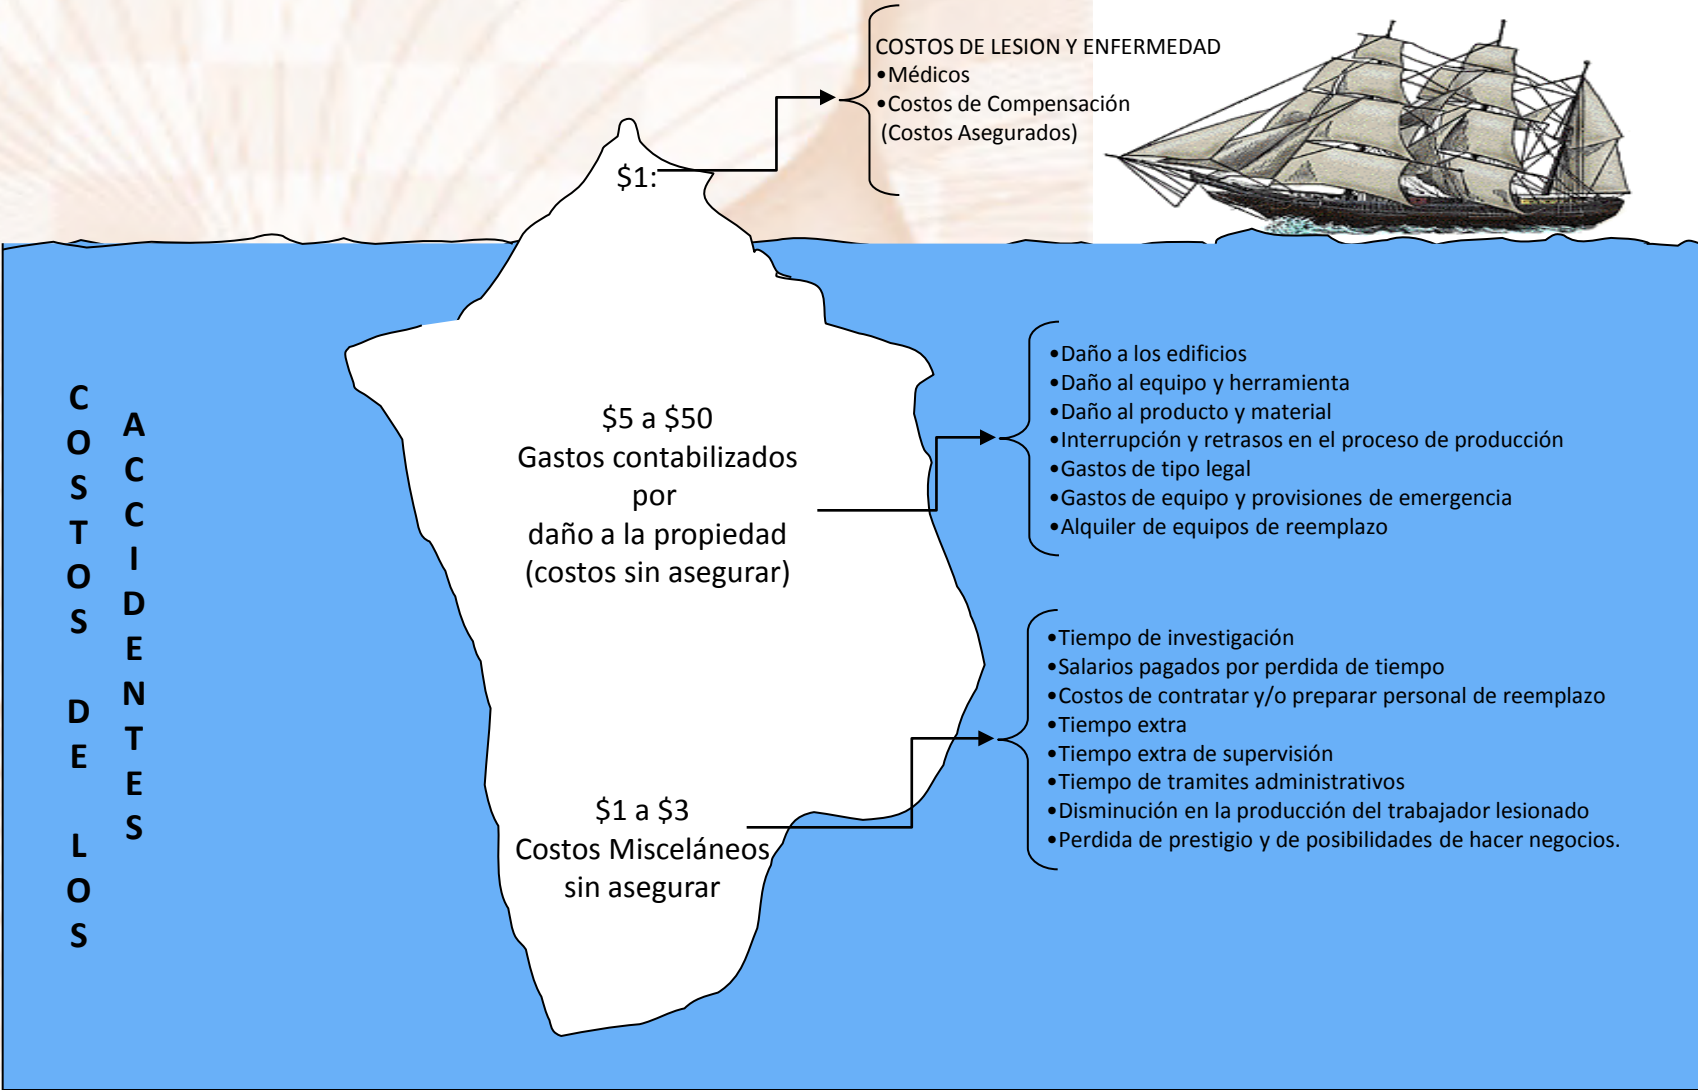 COSTOS DE LESION Y ENFERMEDAD
•Médicos
•Costos de Compensación
(Costos Asegurados)
$1:
COSTOS DE LOS
ACCIDENTES
$5 a $50
Gastos contabilizados
por
daño a la propiedad
(costos sin asegurar)
•Daño a los edificios
•Daño al equipo y herramienta
•Daño al producto y material
•Interrupción y retrasos en el proceso de producción
•Gastos de tipo legal
•Gastos de equipo y provisiones de emergencia
•Alquiler de equipos de reemplazo
$1 a $3
Costos Misceláneos
sin asegurar
•Tiempo de investigación
•Salarios pagados por perdida de tiempo
•Costos de contratar y/o preparar personal de reemplazo
•Tiempo extra
•Tiempo extra de supervisión
•Tiempo de tramites administrativos
•Disminución en la producción del trabajador lesionado
•Perdida de prestigio y de posibilidades de hacer negocios.